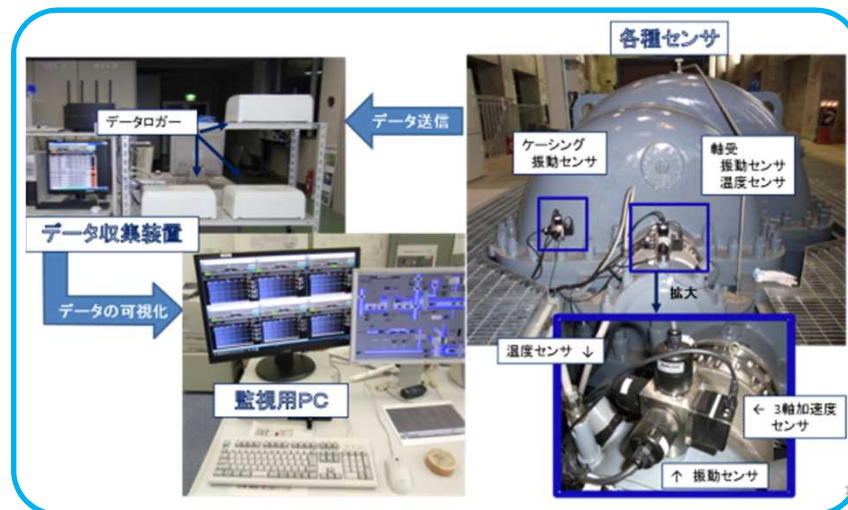 各種センサ
データロガー
データ送信
ケーシング
振動センサ
軸受
振動センサ
温度センサ
データ収集装置
データの可視化
拡大
温度センサ ↓
監視用PC
← 3軸加速度
センサ
↑ 振動センサ